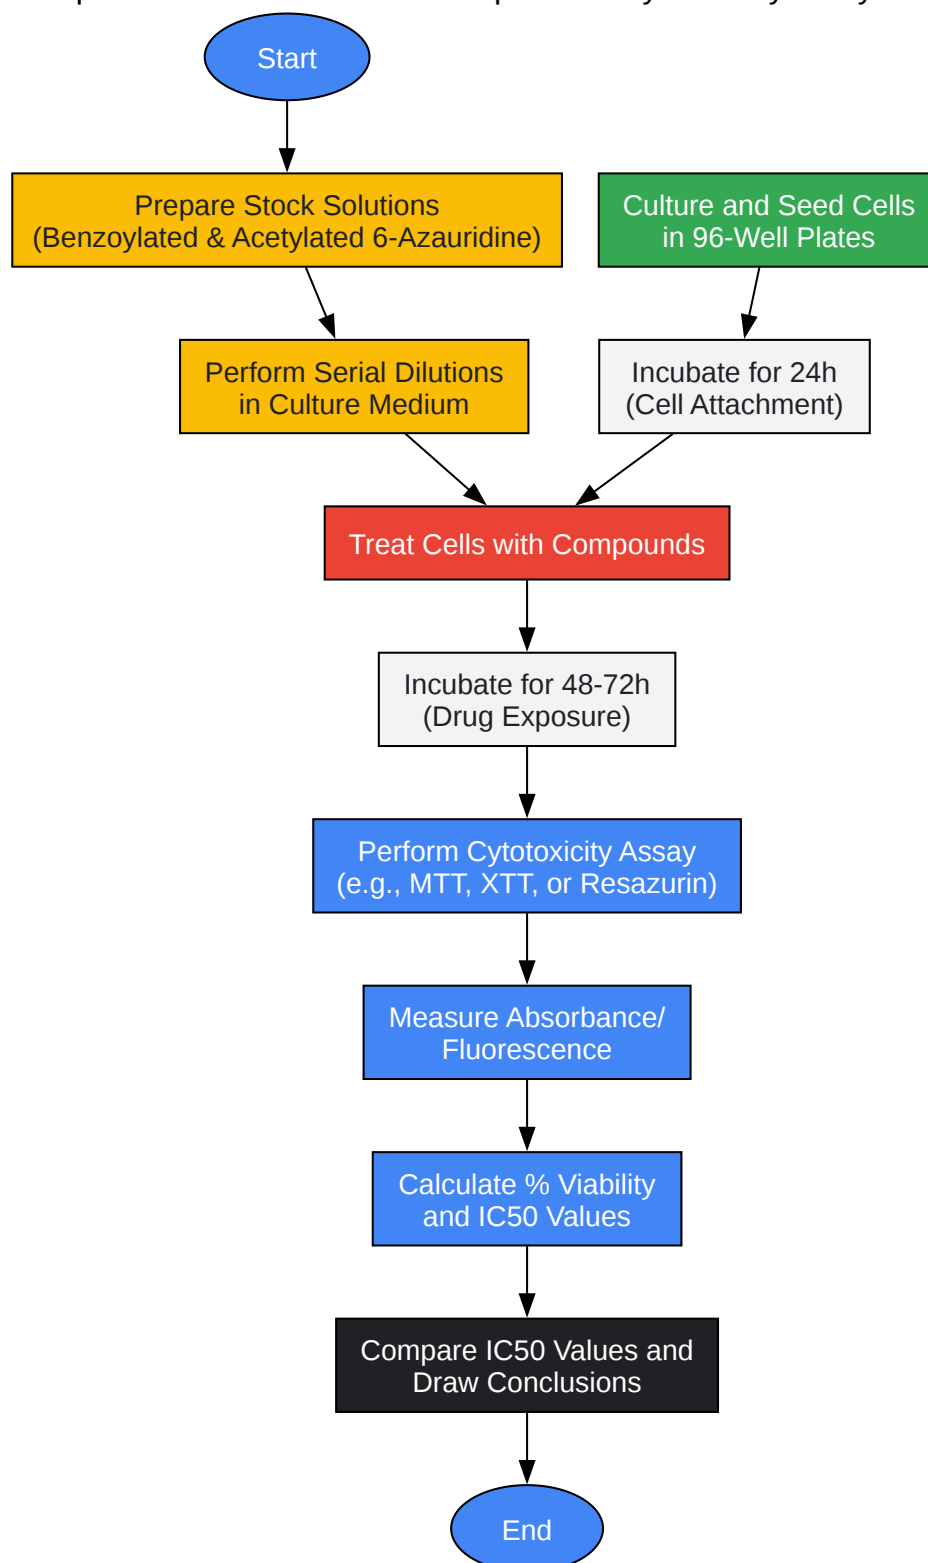 Start
Prepare Stock Solutions
(Benzoylated & Acetylated 6-Azauridine)
Culture and Seed Cells
in 96-Well Plates
Perform Serial Dilutions
in Culture Medium
Incubate for 24h
(Cell Attachment)
Treat Cells with Compounds
Incubate for 48-72h
(Drug Exposure)
Perform Cytotoxicity Assay
(e.g., MTT, XTT, or Resazurin)
Measure Absorbance/
Fluorescence
Calculate % Viability
and IC50 Values
Compare IC50 Values and
Draw Conclusions
End